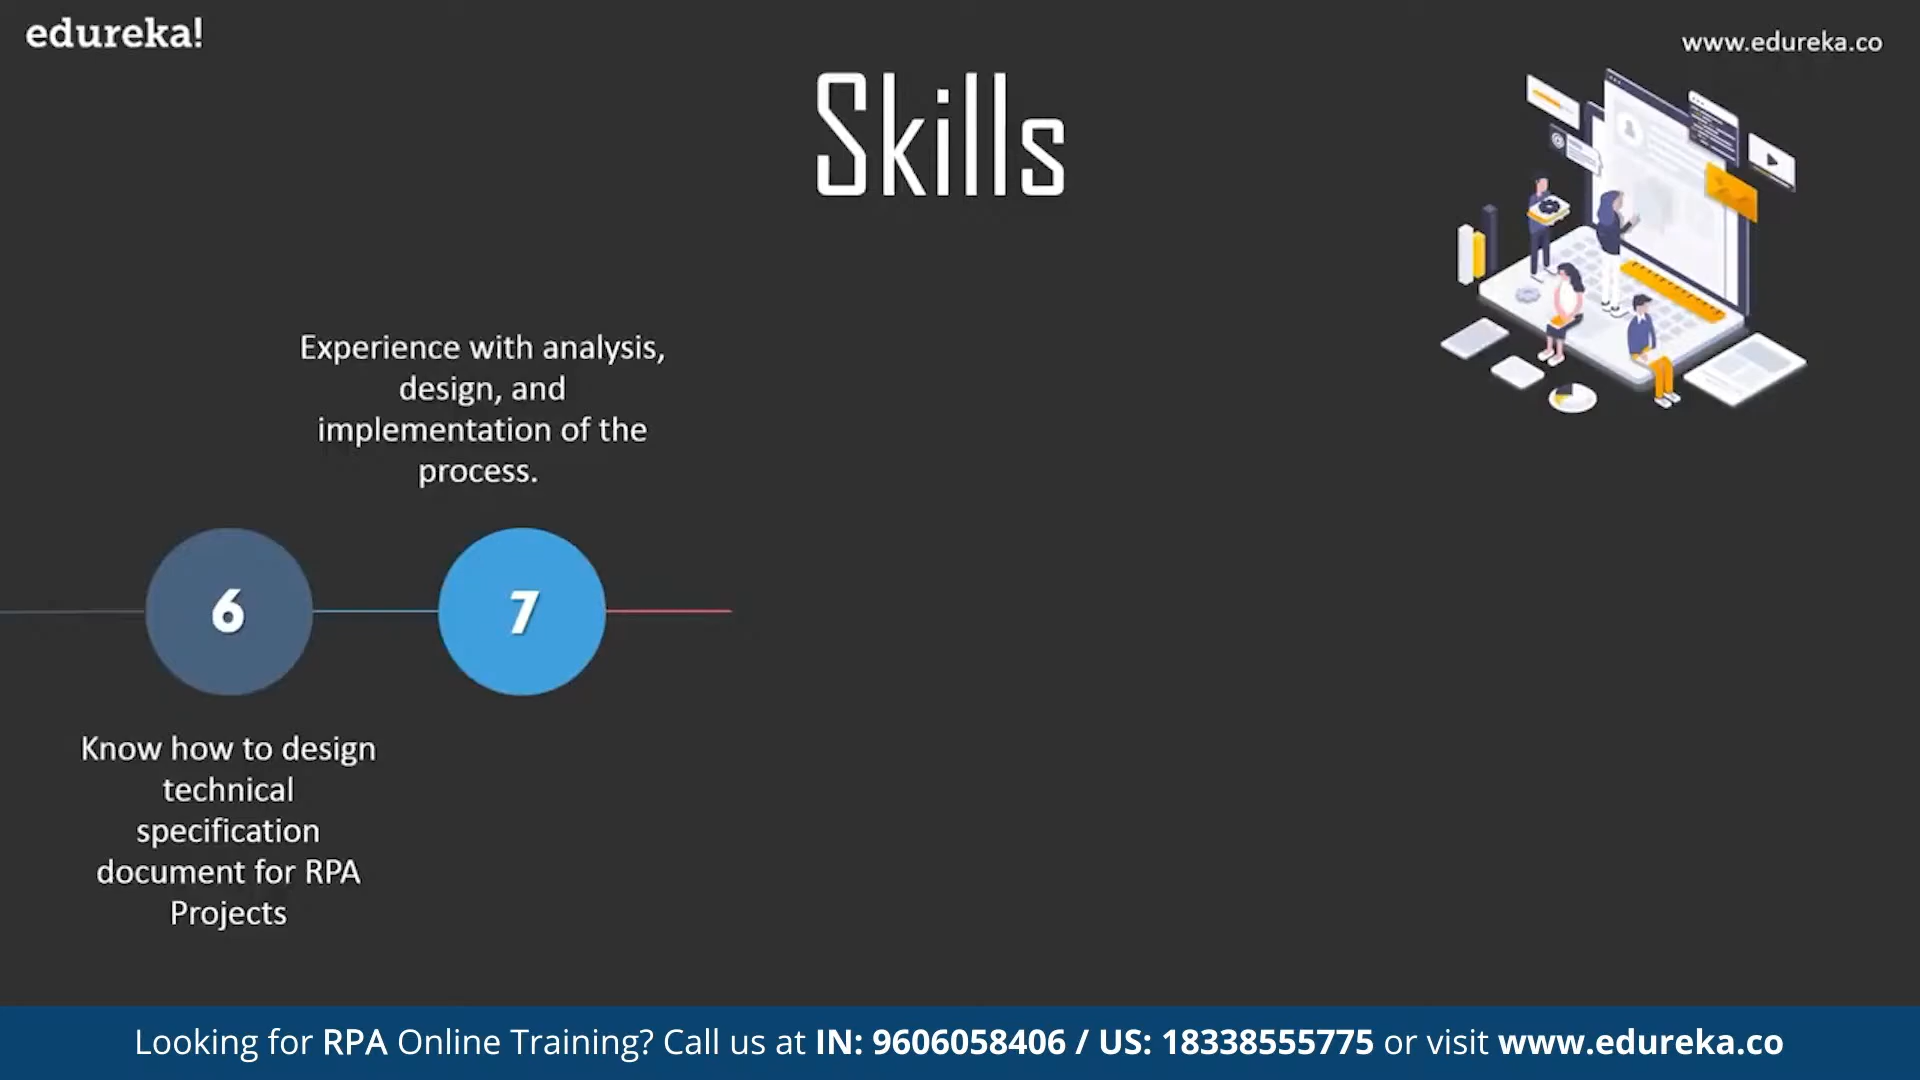 edureka!
www.edureka.co
Skills
Experience with analysis,
design, and
implementation of the
process.
6
7
Know how to design
technical
specification
document for RPA
Projects
Looking for RPA Online Training? Call us at IN: 9606058406 / US: 18338555775 or visit www.edureka.co